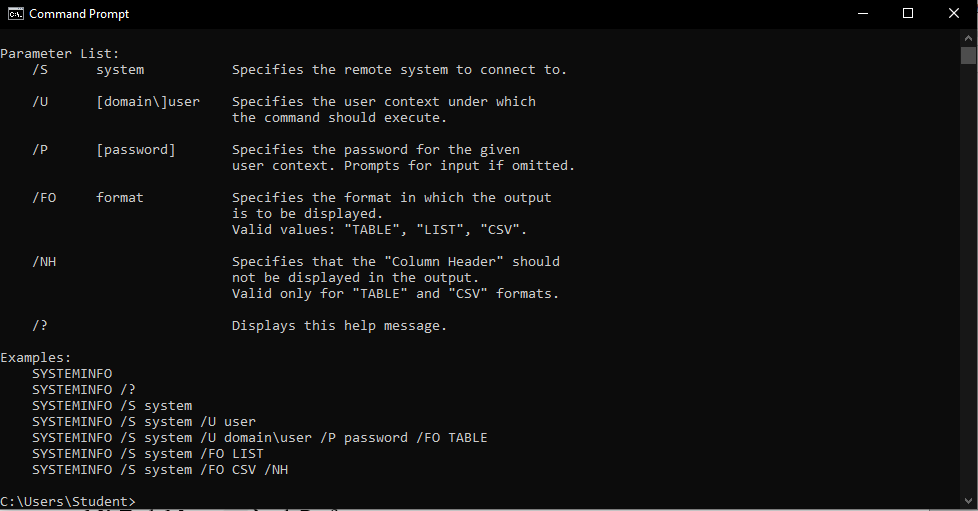 Command Prompt
Parameter List:
/S system Specifies the remote system to connect to.
/U [domain\]user Specifies the user context under which
the command should execute.
/P [password] Specifies the password for the given
user context. Prompts for input if omitted.
/FO format Specifies the format in which the output
is to be displayed.
Valid values: "TABLE", "LIST", "CSV".
/NH Specifies that the "Column Header" should
not be displayed in the output.
Valid only for "TABLE" and "CSV" formats.
/? Displays this help message.
Examples:
SYSTEMINFO
SYSTEMINFO /?
SYSTEMINFO /S system
SYSTEMINFO /S system /U user
SYSTEMINFO /S system /U domain\user /P password /FO TABLE
SYSTEMINFO /S system /FO LIST
SYSTEMINFO /S system /FO CSV /NH
C:\Users\Student>